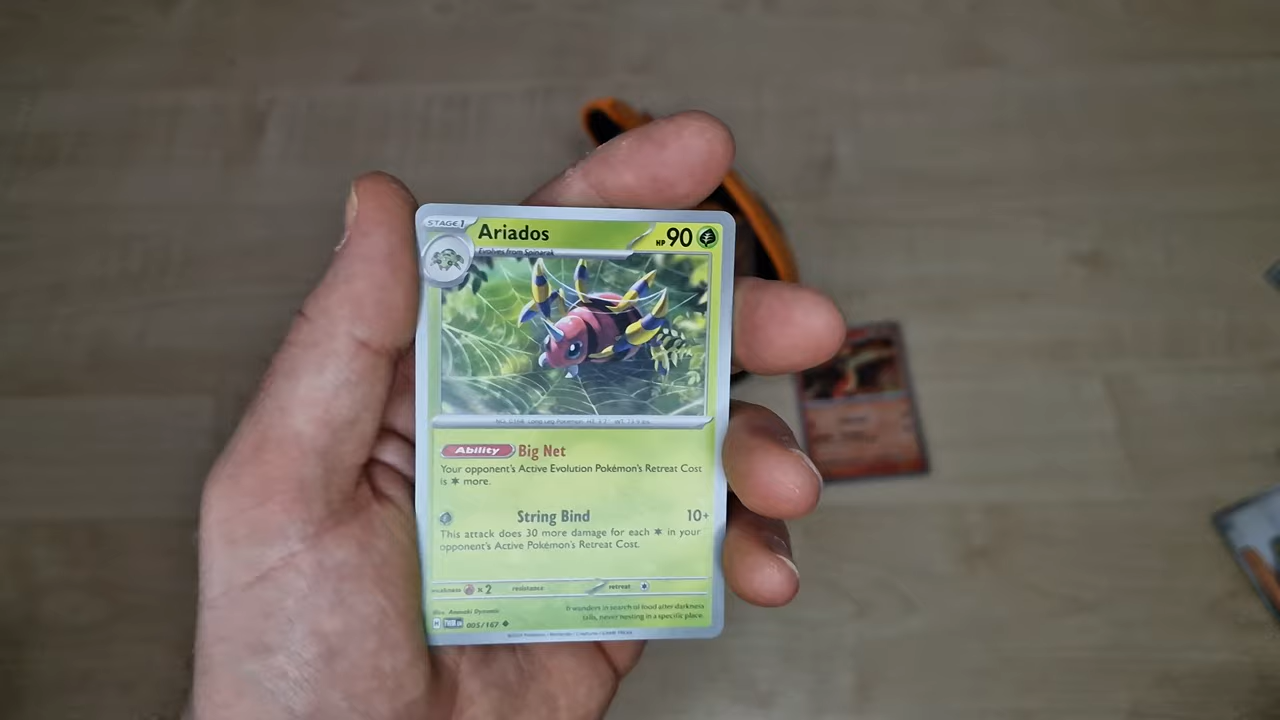 STAGE 1
Ariados
HP 90
Evolves from Spinarak
Ability Big Net
Your opponent's Active Evolution Pokémon's Retreat Cost
is ✶ more.
String Bind 10+
This attack does 30 more damage for each ✶ in your
opponent's Active Pokémon's Retreat Cost.
weakness x2 resistance retreat
Illus. Anesaki Dynamic
It wanders in search of food after darkness
falls, never nesting in a specific place.
H 005/167